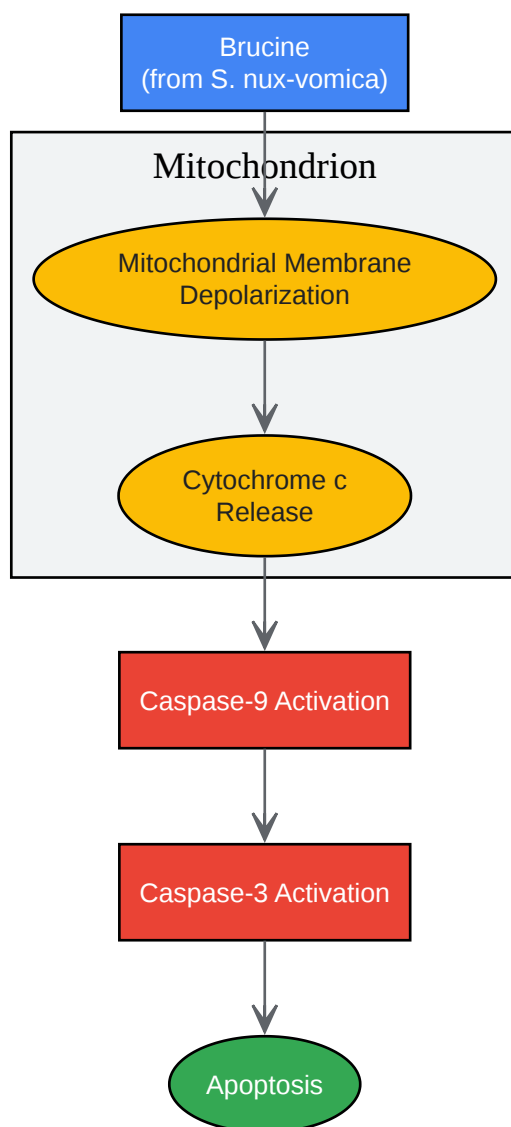 Brucine
(from S. nux-vomica)
Mitochondrion
Mitochondrial Membrane
Depolarization
Cytochrome c
Release
Caspase-9 Activation
Caspase-3 Activation
Apoptosis